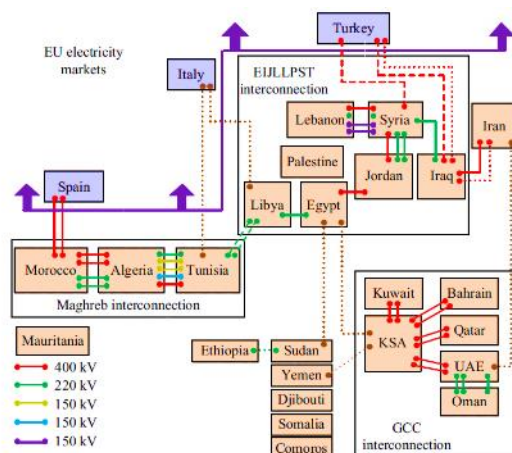 EU electricity
markets
Turkey
Italy
EIJLLPST
interconnection
Lebanon
Syria
Iran
Palestine
Jordan
Iraq
Spain
Libya
Egypt
Morocco
Algeria
Tunisia
Maghreb interconnection
Kuwait
Bahrain
Mauritania
Ethiopia
Sudan
KSA
Qatar
400 kV
Yemen
UAE
220 kV
Djibouti
150 kV
Somalia
Oman
150 kV
Comoros
GCC
interconnection
150 kV